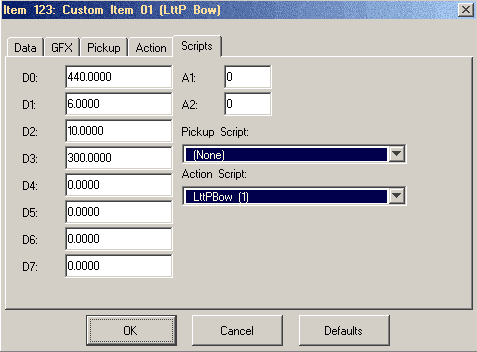 Item 123: Custom Item 01 (LttP Bow)
Data GFX Pickup Action Scripts
D0: 440.0000 A1: 0
D1: 6.0000 A2: 0
D2: 10.0000
Pickup Script:
D3: 300.0000 (None)
D4: 0.0000 Action Script:
LttPBow (1)
D5: 0.0000
D6: 0.0000
D7: 0.0000
OK Cancel Defaults